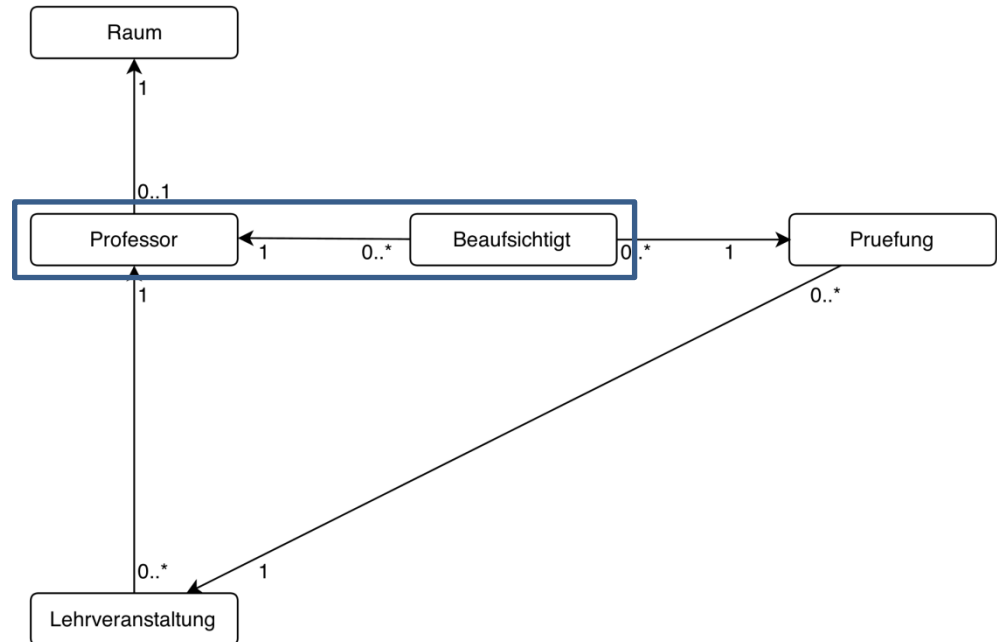 Raum
1
0..1
Professor
1
0..*
Beaufsichtigt
0..*
1
Pruefung
1
0..*
0..*
1
Lehrveranstaltung